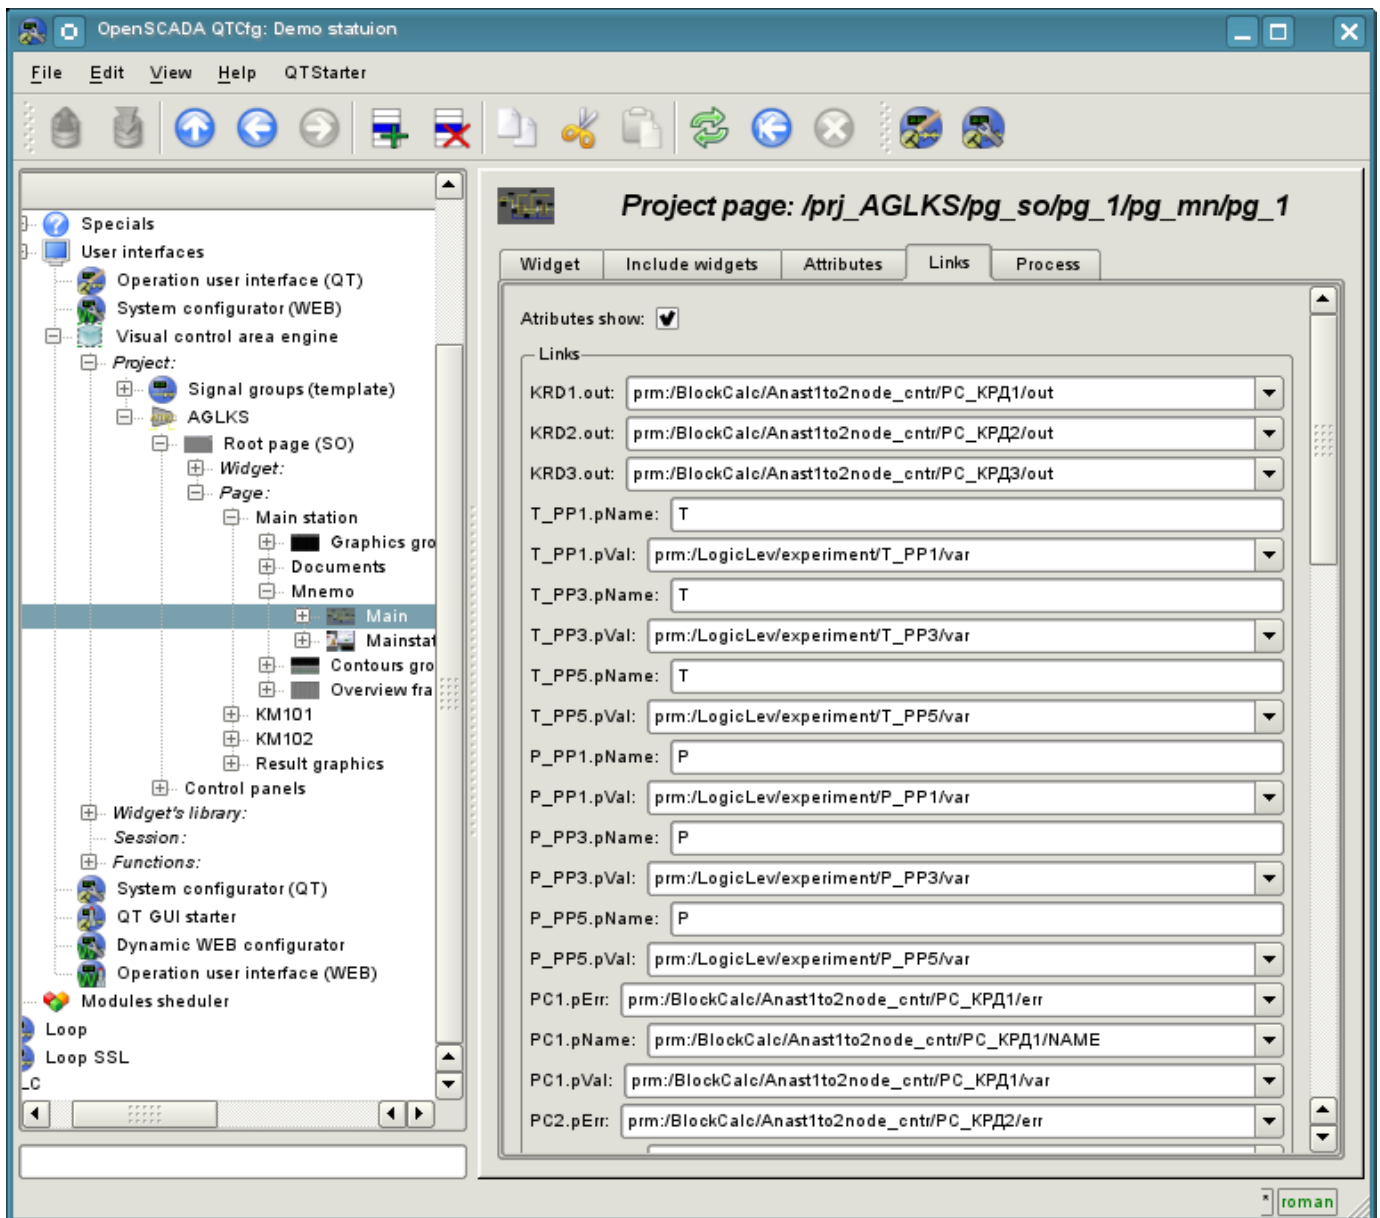 OpenSCADA QTCfg: Demo statuion
File Edit View Help QTStarter
Specials
User interfaces
Operation user interface (QT)
System configurator (WEB)
Visual control area engine
Project:
Signal groups (template)
AGLKS
Root page (SO)
Widget:
Page:
Main station
Graphics gro
Documents
Mnemo
Main
Mainstat
Contours gro
Overview fra
KM101
KM102
Result graphics
Control panels
Widget's library:
Session:
Functions:
System configurator (QT)
QT GUI starter
Dynamic WEB configurator
Operation user interface (WEB)
Modules sheduler
Loop
Loop SSL
_C
Project page: /prj_AGLKS/pg_so/pg_1/pg_mn/pg_1
Widget Include widgets Attributes Links Process
Atributes show:
Links
KRD1.out: prm:/BlockCalc/Anast1to2node_cntr/PC_КРД1/out
KRD2.out: prm:/BlockCalc/Anast1to2node_cntr/PC_КРД2/out
KRD3.out: prm:/BlockCalc/Anast1to2node_cntr/PC_КРД3/out
T_PP1.pName: T
T_PP1.pVal: prm:/LogicLev/experiment/T_PP1/var
T_PP3.pName: T
T_PP3.pVal: prm:/LogicLev/experiment/T_PP3/var
T_PP5.pName: T
T_PP5.pVal: prm:/LogicLev/experiment/T_PP5/var
P_PP1.pName: P
P_PP1.pVal: prm:/LogicLev/experiment/P_PP1/var
P_PP3.pName: P
P_PP3.pVal: prm:/LogicLev/experiment/P_PP3/var
P_PP5.pName: P
P_PP5.pVal: prm:/LogicLev/experiment/P_PP5/var
PC1.pErr: prm:/BlockCalc/Anast1to2node_cntr/PC_КРД1/err
PC1.pName: prm:/BlockCalc/Anast1to2node_cntr/PC_КРД1/NAME
PC1.pVal: prm:/BlockCalc/Anast1to2node_cntr/PC_КРД1/var
PC2.pErr: prm:/BlockCalc/Anast1to2node_cntr/PC_КРД2/err
* roman